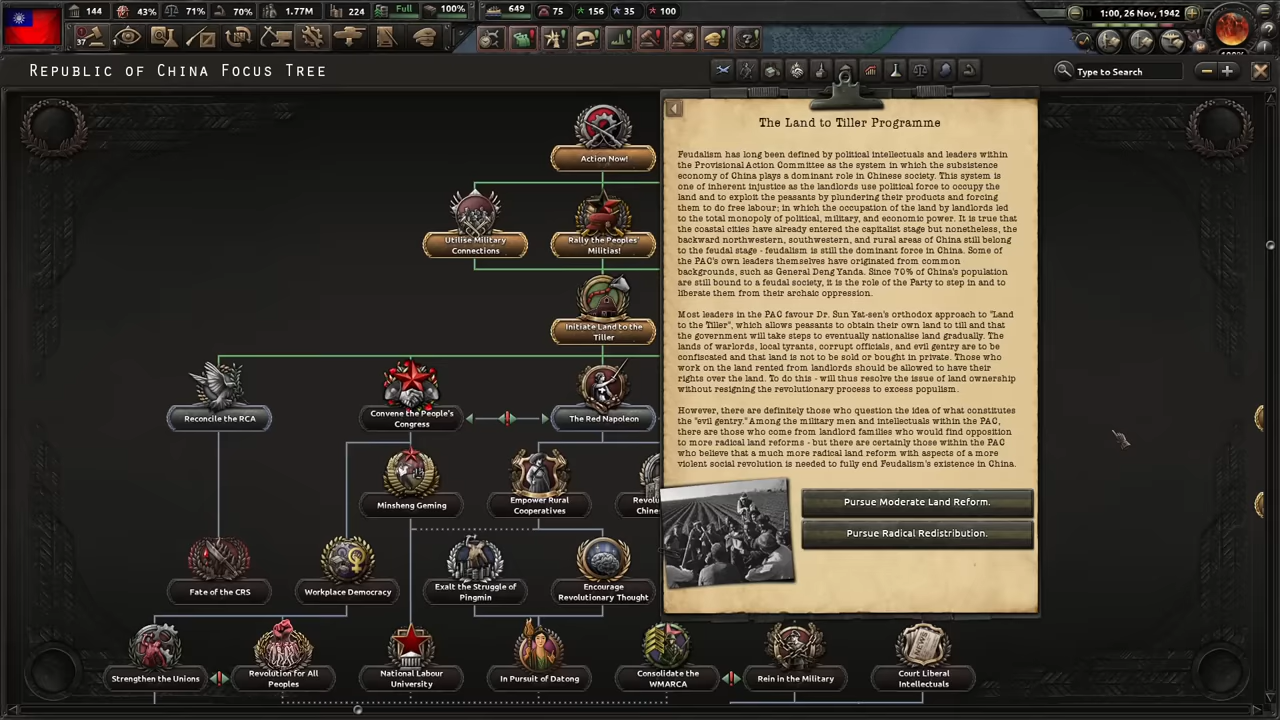 144 43% 71% 70% 1.77M 224 Full 100% 649 75 156 35 100
1:00, 26 Nov, 1942
37
REPUBLIC OF CHINA FOCUS TREE
Type to Search
Action Now!
Utilise Military
Connections
Rally the Peoples'
Militias!
Initiate Land to the
Tiller
Reconcile the RCA
Convene the People's
Congress
The Red Napoleon
Minsheng Geming
Empower Rural
Cooperatives
Fate of the CRS
Workplace Democracy
Exalt the Struggle of
Pingmin
Encourage
Revolutionary Thought
Strengthen the Unions
Revolution for All
Peoples
National Labour
University
In Pursuit of Datong
Consolidate the
WMARCA
Rein in the Military
Court Liberal
Intellectuals
The Land to Tiller Programme
Feudalism has long been defined by political intellectuals and leaders within
the Provisional Action Committee as the system in which the subsistence
economy of China plays a dominant role in Chinese society. This system is
one of inherent injustice as the landlords use political force to occupy the
land and to exploit the peasants by plundering their products and forcing
them to do free labour; in which the occupation of the land by landlords led
to the total monopoly of political, military, and economic power. It is true that
the coastal cities have already entered the capitalist stage but nonetheless, the
backward northwestern, southwestern, and rural areas of China still belong
to the feudal stage - feudalism is still the dominant force in China. Some of
the PAC's own leaders themselves have originated from common
backgrounds, such as General Deng Yanda. Since 70% of China's population
are still bound to a feudal society, it is the role of the Party to step in and to
liberate them from their archaic oppression.
Most leaders in the PAC favour Dr. Sun Yat-sen's orthodox approach to "Land
to the Tiller", which allows peasants to obtain their own land to till and that
the government will take steps to eventually nationalise land gradually. The
lands of warlords, local tyrants, corrupt officials, and evil gentry are to be
confiscated and that land is not to be sold or bought in private. Those who
work on the land rented from landlords should be allowed to have their
rights over the land. To do this - will thus resolve the issue of land ownership
without resigning the revolutionary process to excess populism.
However, there are definitely those who question the idea of what constitutes
the "evil gentry." Among the military men and intellectuals within the PAC,
there are those who come from landlord families who would find opposition
to more radical land reforms - but there are certainly those within the PAC
who believe that a much more radical land reform with aspects of a more
violent social revolution is needed to fully end Feudalism's existence in China.
Pursue Moderate Land Reform.
Pursue Radical Redistribution.